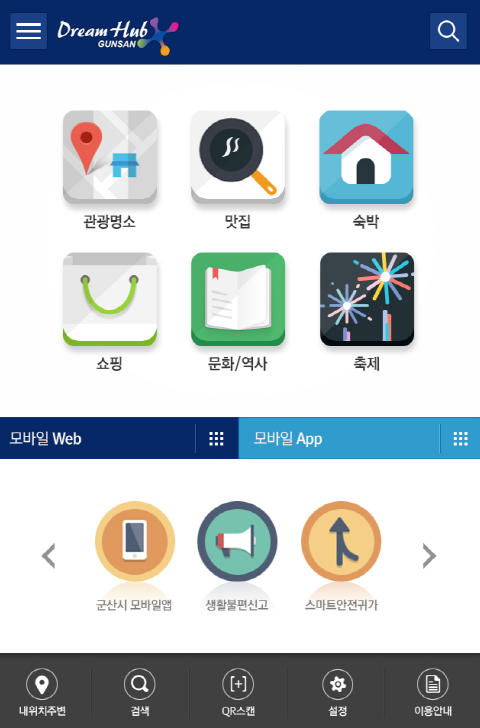 Dream Hub
GUNSAN
관광명소
맛집
숙박
쇼핑
문화/역사
축제
모바일 Web
모바일 App
군산시 모바일앱
생활불편신고
스마트안전귀가
내위치주변
검색
QR스캔
설정
이용안내